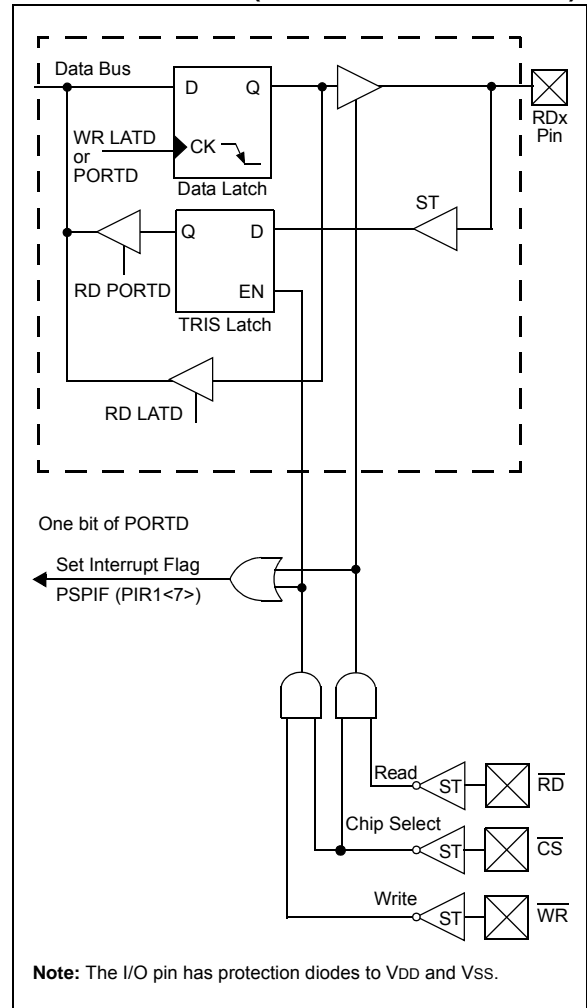 Data Bus
D Q
WR LATD
or
PORTD
CK
Data Latch
RDx
Pin
ST
Q D
RD PORTD
EN
TRIS Latch
RD LATD
One bit of PORTD
Set Interrupt Flag
PSPIF (PIR1<7>)
Read
ST
RD
Chip Select
ST
CS
Write
ST
WR
Note: The I/O pin has protection diodes to VDD and VSS.